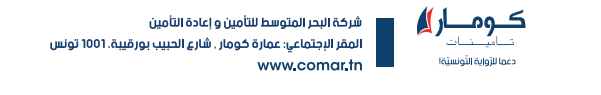 كومار
تأمينات
دعما للرواية التونسية!
شركة البحر المتوسط للتأمين و إعادة التأمين
المقر الإجتماعي: عمارة كومار , شارع الحبيب بورقيبة. 1001 تونس
www.comar.tn